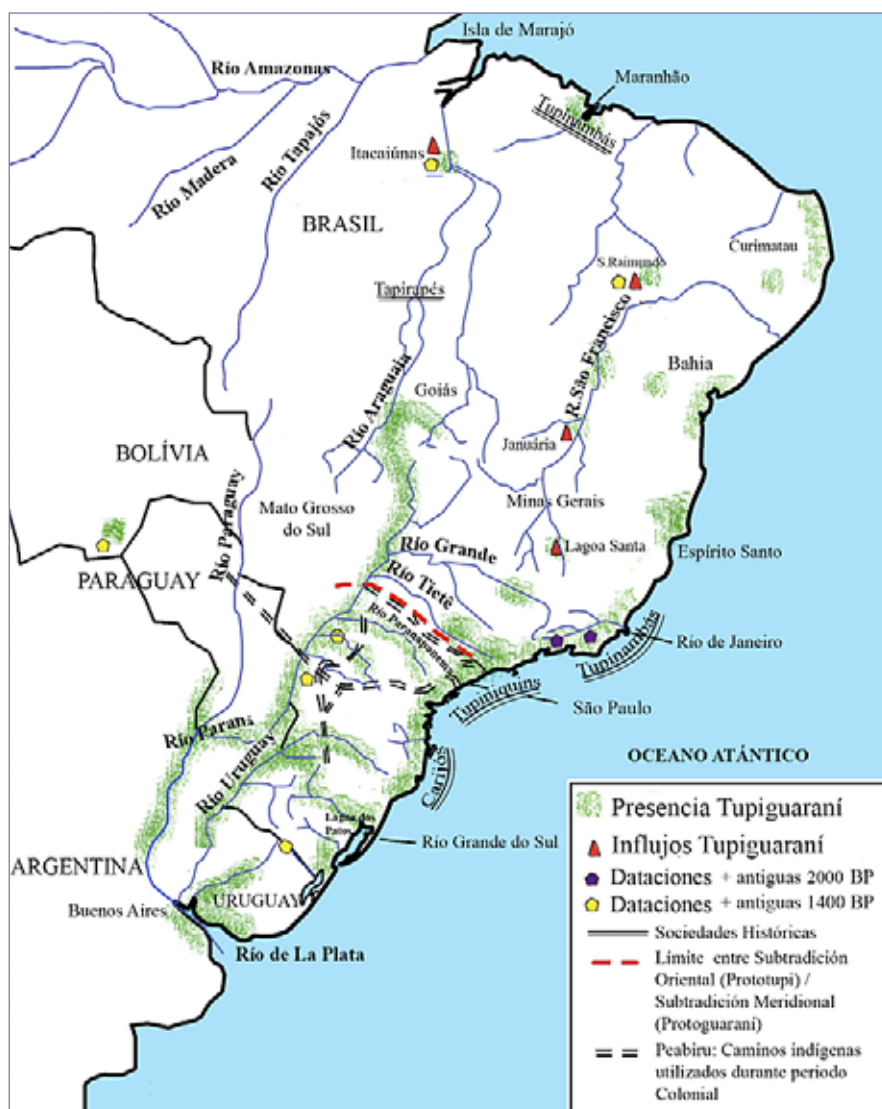 Isla de Marajó
Río Amazonas
Maranhão
Tupinambás
Río Tapajós
Río Madera
Itacaiúnas
BRASIL
Curimatau
S.Raimundo
Tapirapés
R.São Francisco
Bahia
Río Araguaia
Goiás
BOLÍVIA
Januária
Río Paraguay
Mato Grosso
do Sul
Minas Gerais
Río Grande
Lagoa Santa
Espírito Santo
PARAGUAY
Río Tietê
Río Paranapanema
Tupinambás
Río de Janeiro
Tupiniquins
São Paulo
Río Paraná
Río Uruguay
Carijós
OCEANO ATÁNTICO
Lagoa dos
Patos
Río Grande do Sul
ARGENTINA
URUGUAY
Buenos Aires
Río de La Plata
Presencia Tupiguaraní
Influjos Tupiguaraní
Dataciones + antiguas 2000 BP
Dataciones + antiguas 1400 BP
Sociedades Históricas
Límite entre Subtradición
Oriental (Prototupi) /
Subtradición Meridional
(Protoguaraní)
Peabiru: Caminos indígenas
utilizados durante periodo
Colonial